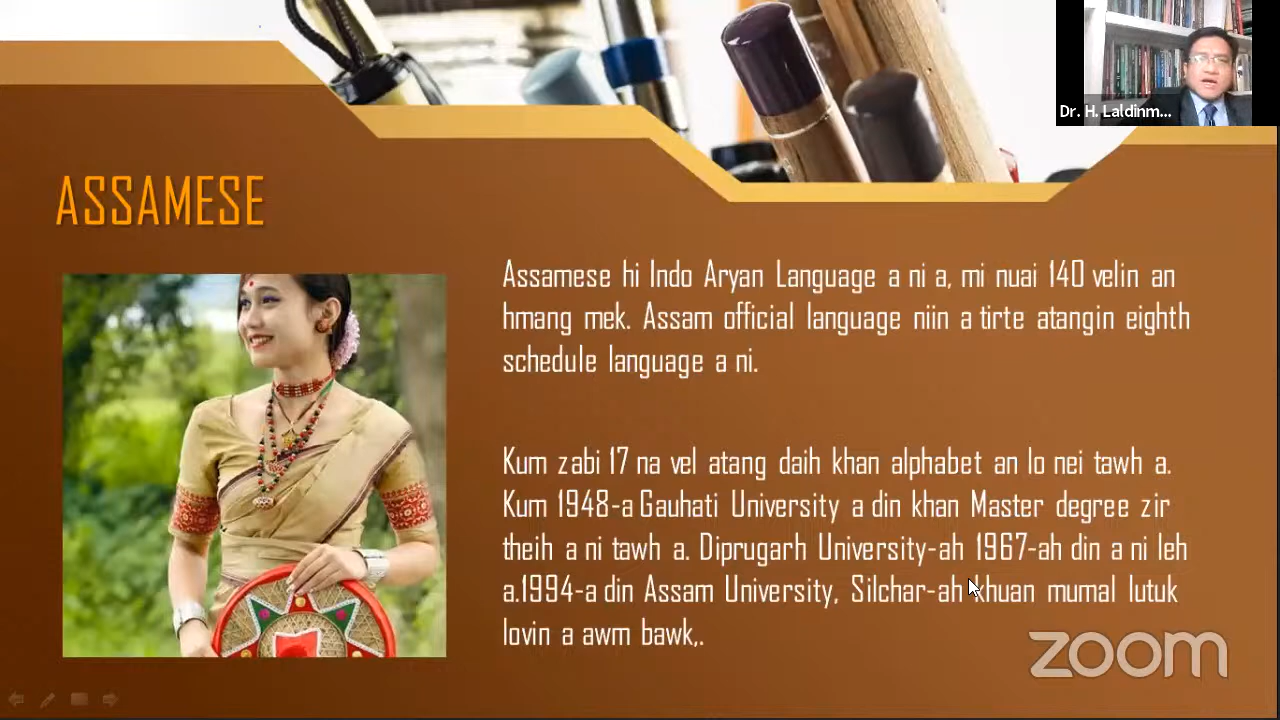 Dr. H. Laldinm...
ASSAMESE
Assamese hi Indo Aryan Language a ni a, mi nuai 140 velin an
hmang mek. Assam official language niin a tirte atangin eighth
schedule language a ni.
Kum zabi 17 na vel atang daih khan alphabet an lo nei tawh a.
Kum 1948-a Gauhati University a din khan Master degree zir
theih a ni tawh a. Diprugarh University-ah 1967-ah din a ni leh
a.1994-a din Assam University, Silchar-ah khuan mumal lutuk
lovin a awm bawk,.
zoom